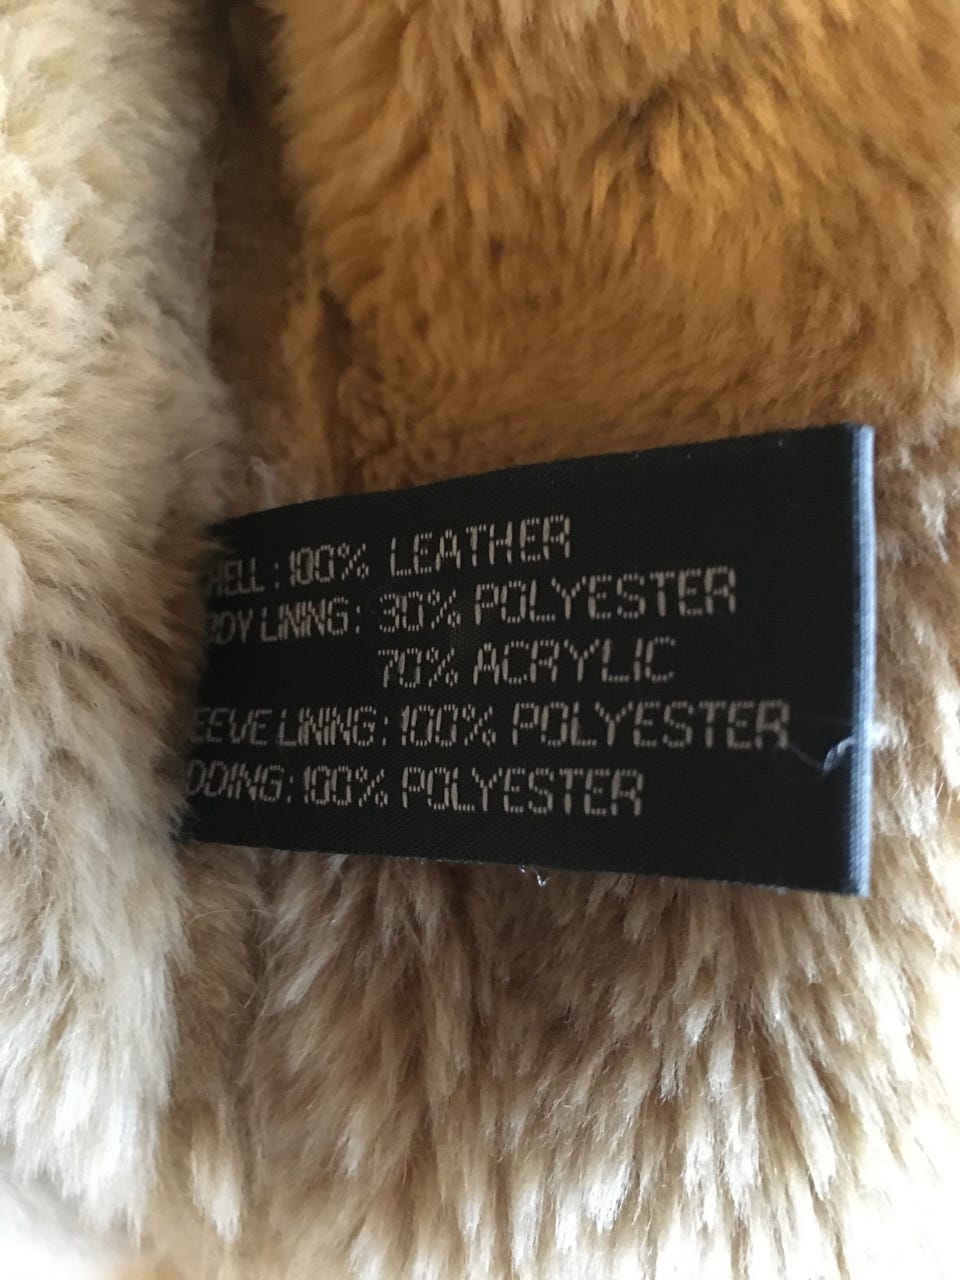 HELL: 100% LEATHER
ODY LINING: 30% POLYESTER
70% ACRYLIC
EEVE LINING: 100% POLYESTER
DDING: 100% POLYESTER